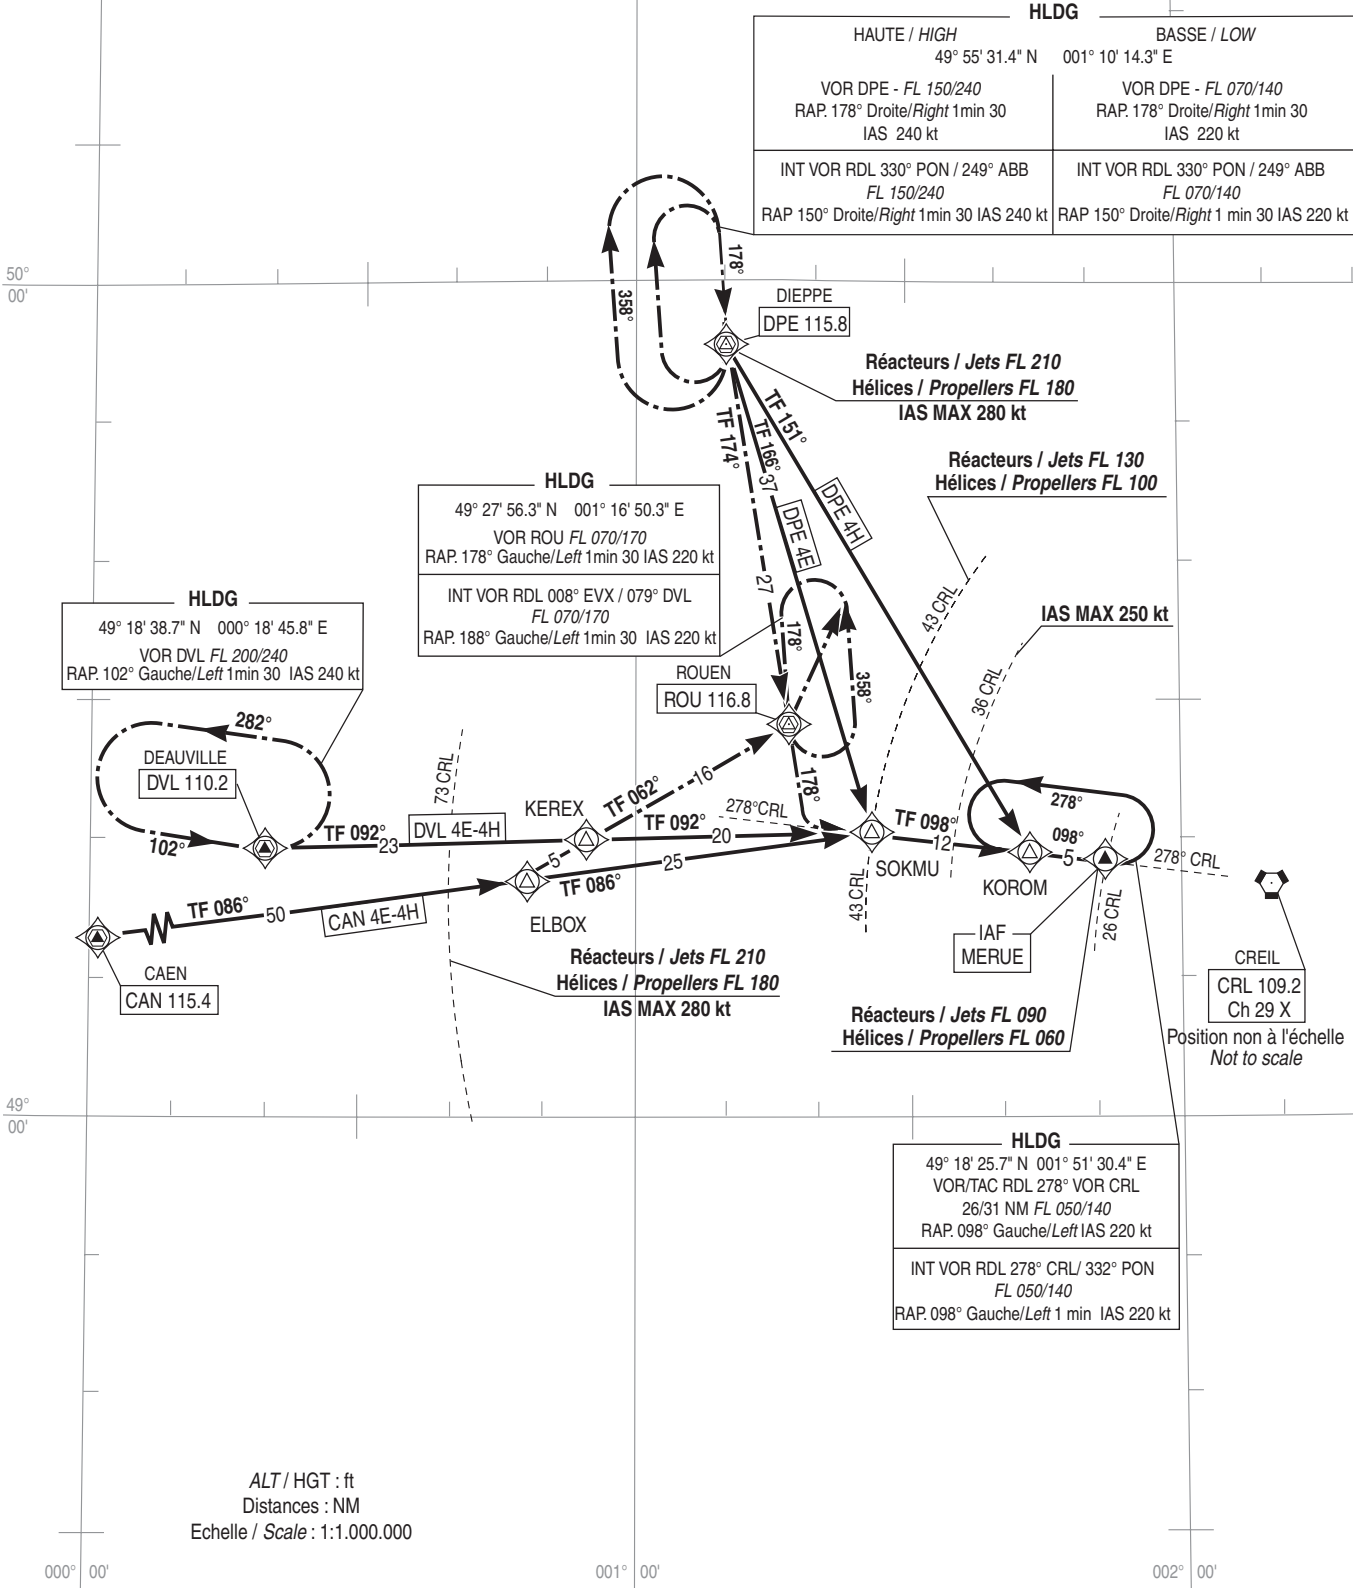 HLDG
HAUTE / HIGH
BASSE / LOW
49° 55' 31.4" N 001° 10' 14.3" E
VOR DPE - FL 150/240
RAP. 178° Droite/Right 1min 30
IAS 240 kt
VOR DPE - FL 070/140
RAP. 178° Droite/Right 1min 30
IAS 220 kt
INT VOR RDL 330° PON / 249° ABB
FL 150/240
RAP 150° Droite/Right 1min 30 IAS 240 kt
INT VOR RDL 330° PON / 249° ABB
FL 070/140
RAP 150° Droite/Right 1 min 30 IAS 220 kt
50°
00'
178°
358°
DIEPPE
DPE 115.8
Réacteurs / Jets FL 210
Hélices / Propellers FL 180
IAS MAX 280 kt
TF 151°
TF 166°
37
TF 174°
27
DPE 4E
DPE 4H
Réacteurs / Jets FL 130
Hélices / Propellers FL 100
HLDG
49° 27' 56.3" N 001° 16' 50.3" E
VOR ROU FL 070/170
RAP. 178° Gauche/Left 1min 30 IAS 220 kt
INT VOR RDL 008° EVX / 079° DVL
FL 070/170
RAP. 188° Gauche/Left 1min 30 IAS 220 kt
43 CRL
IAS MAX 250 kt
36 CRL
HLDG
49° 18' 38.7" N 000° 18' 45.8" E
VOR DVL FL 200/240
RAP. 102° Gauche/Left 1min 30 IAS 240 kt
178°
358°
ROUEN
ROU 116.8
282°
DEAUVILLE
DVL 110.2
102°
73 CRL
TF 092°
23
DVL 4E-4H
KEREX
TF 062°
16
178°
278°CRL
TF 092°
20
5
TF 086°
25
ELBOX
TF 098°
12
SOKMU
43 CRL
278°
098°
5
KOROM
278° CRL
26 CRL
IAF
MERUE
TF 086°
50
CAN 4E-4H
CAEN
CAN 115.4
Réacteurs / Jets FL 210
Hélices / Propellers FL 180
IAS MAX 280 kt
CREIL
CRL 109.2
Ch 29 X
Position non à l'échelle
Not to scale
Réacteurs / Jets FL 090
Hélices / Propellers FL 060
49°
00'
HLDG
49° 18' 25.7" N 001° 51' 30.4" E
VOR/TAC RDL 278° VOR CRL
26/31 NM FL 050/140
RAP. 098° Gauche/Left IAS 220 kt
INT VOR RDL 278° CRL/ 332° PON
FL 050/140
RAP. 098° Gauche/Left 1 min IAS 220 kt
ALT / HGT : ft
Distances : NM
Echelle / Scale : 1:1.000.000
000° 00'
001° 00'
002° 00'